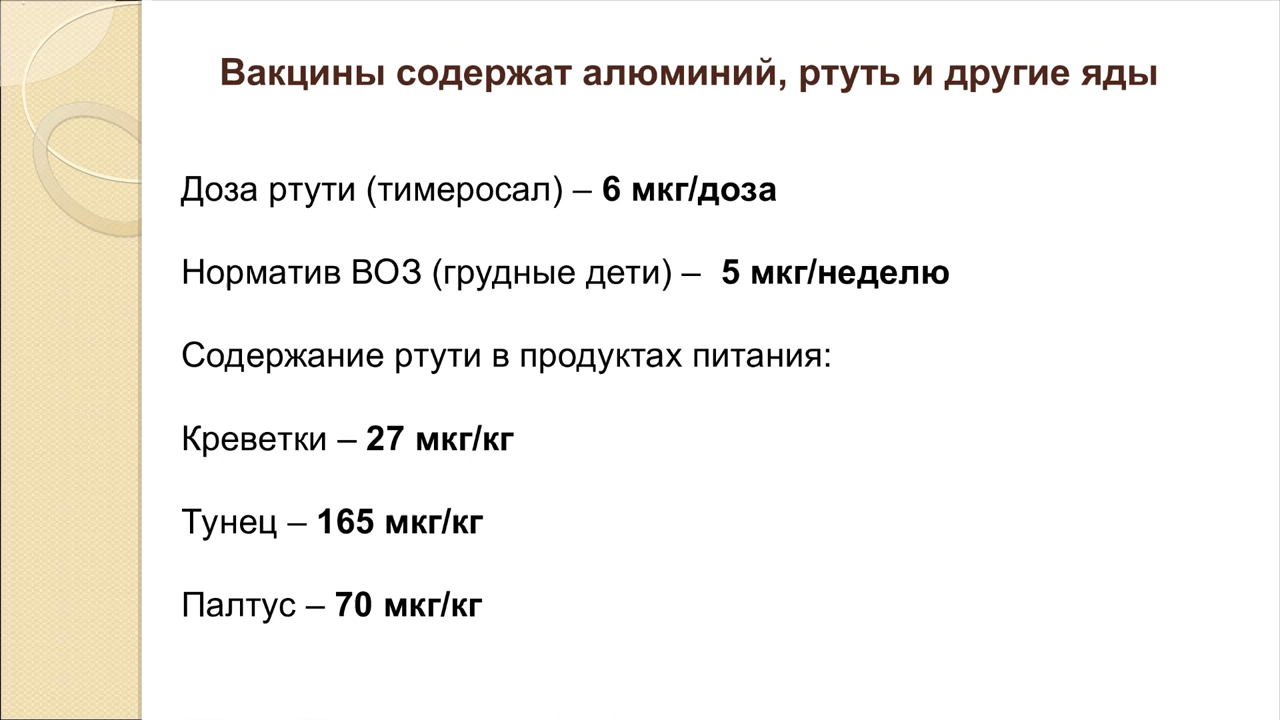 Вакцины содержат алюминий, ртуть и другие яды
Доза ртути (тимеросал) – 6 мкг/доза
Норматив ВОЗ (грудные дети) – 5 мкг/неделю
Содержание ртути в продуктах питания:
Креветки – 27 мкг/кг
Тунец – 165 мкг/кг
Палтус – 70 мкг/кг